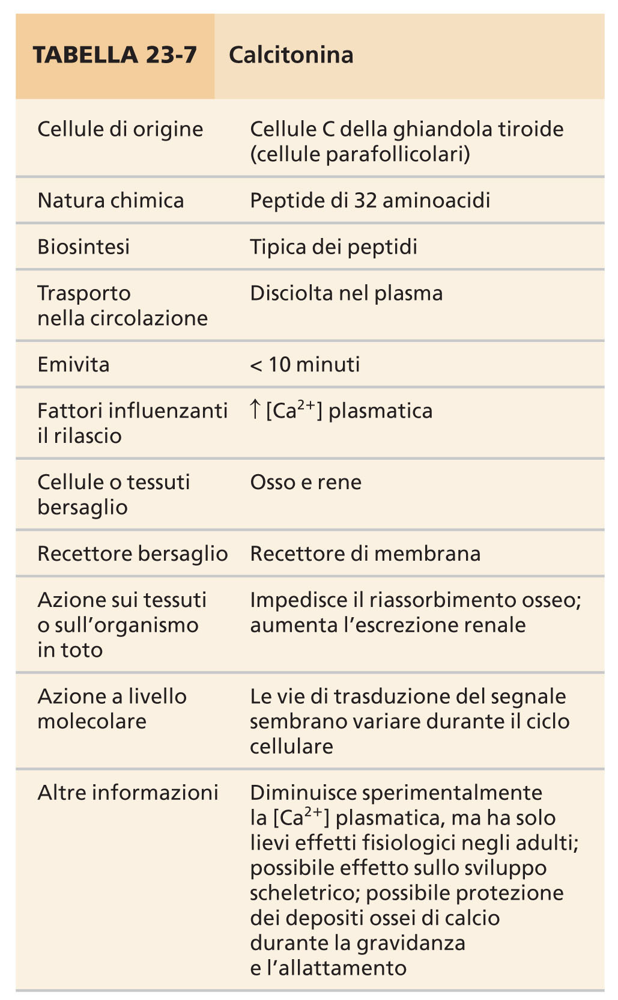 TABELLA 23-7 Calcitonina
Cellule di origine Cellule C della ghiandola tiroide
(cellule parafollicolari)
Natura chimica Peptide di 32 aminoacidi
Biosintesi Tipica dei peptidi
Trasporto Disciolta nel plasma
nella circolazione
Emivita < 10 minuti
Fattori influenzanti ↑ [Ca²⁺] plasmatica
il rilascio
Cellule o tessuti Osso e rene
bersaglio
Recettore bersaglio Recettore di membrana
Azione sui tessuti Impedisce il riassorbimento osseo;
o sull’organismo aumenta l’escrezione renale
in toto
Azione a livello Le vie di trasduzione del segnale
molecolare sembrano variare durante il ciclo
cellulare
Altre informazioni Diminuisce sperimentalmente
la [Ca²⁺] plasmatica, ma ha solo
lievi effetti fisiologici negli adulti;
possibile effetto sullo sviluppo
scheletrico; possibile protezione
dei depositi ossei di calcio
durante la gravidanza
e l’allattamento